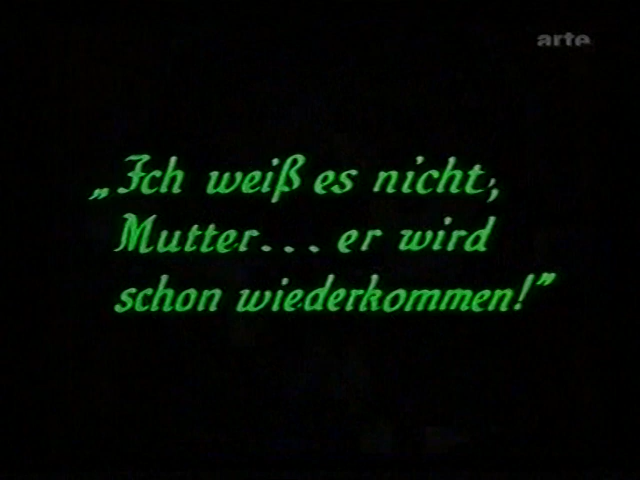 arte
„Ich weiß es nicht,
Mutter... er wird
schon wiederkommen!”